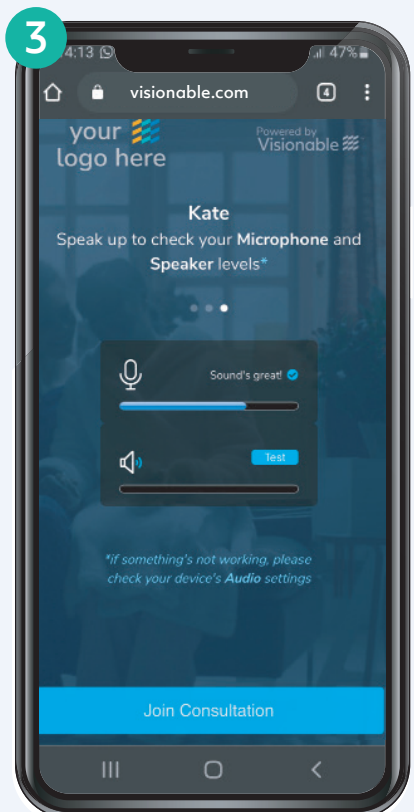 3
4:13 47%
visionable.com 4
your
logo here
Powered by
Visionable
Kate
Speak up to check your Microphone and
Speaker levels*
Sound's great!
Test
*if something's not working, please
check your device's Audio settings
Join Consultation